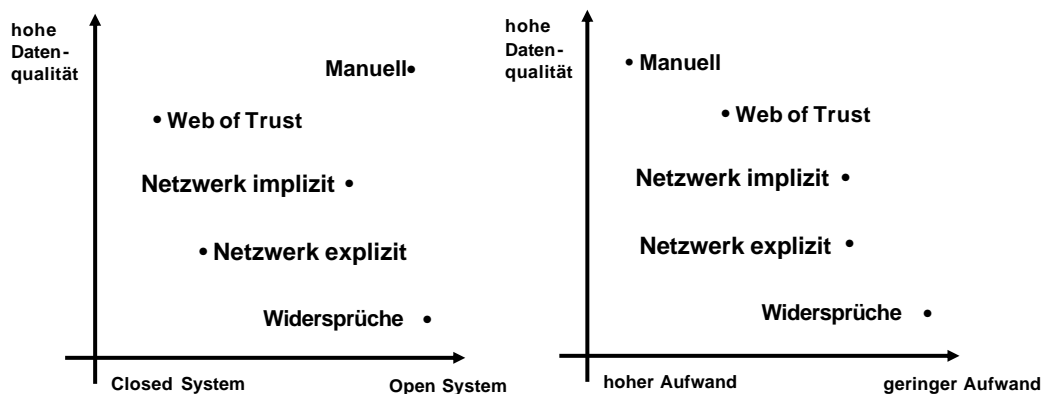 hohe
Daten-
qualität
Manuell
Web of Trust
Netzwerk implizit
Netzwerk explizit
Widersprüche
Closed System
Open System
hohe
Daten-
qualität
Manuell
Web of Trust
Netzwerk implizit
Netzwerk explizit
Widersprüche
hoher Aufwand
geringer Aufwand